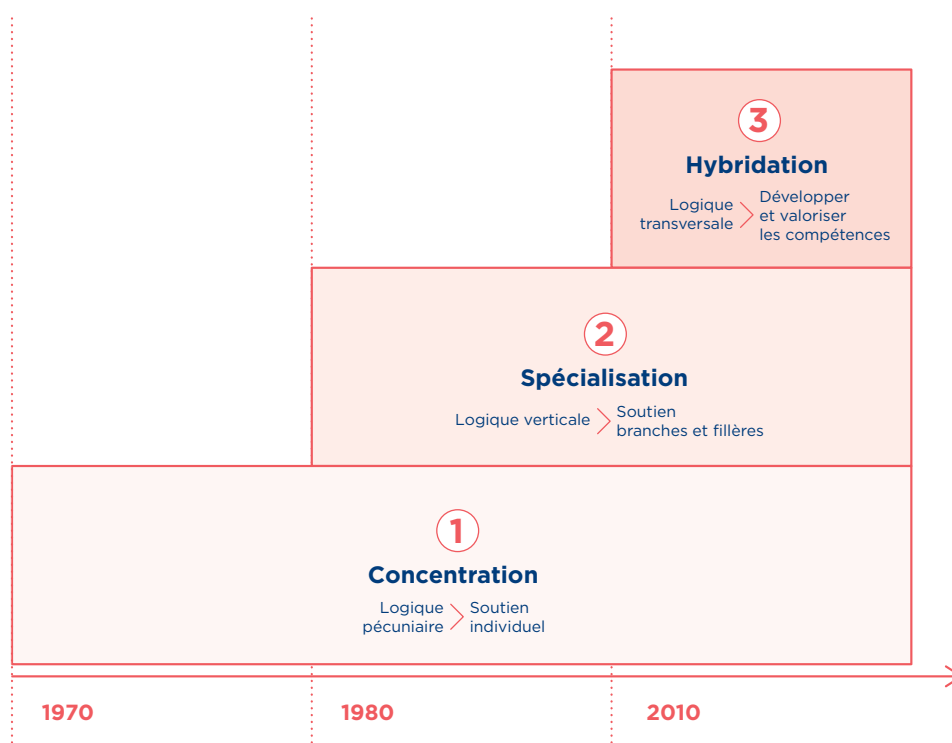 3
Hybridation
Logique
transversale
Développer
et valoriser
les compétences
2
Spécialisation
Logique verticale
Soutien
branches et fillères
1
Concentration
Logique
pécuniaire
Soutien
individuel
1970
1980
2010